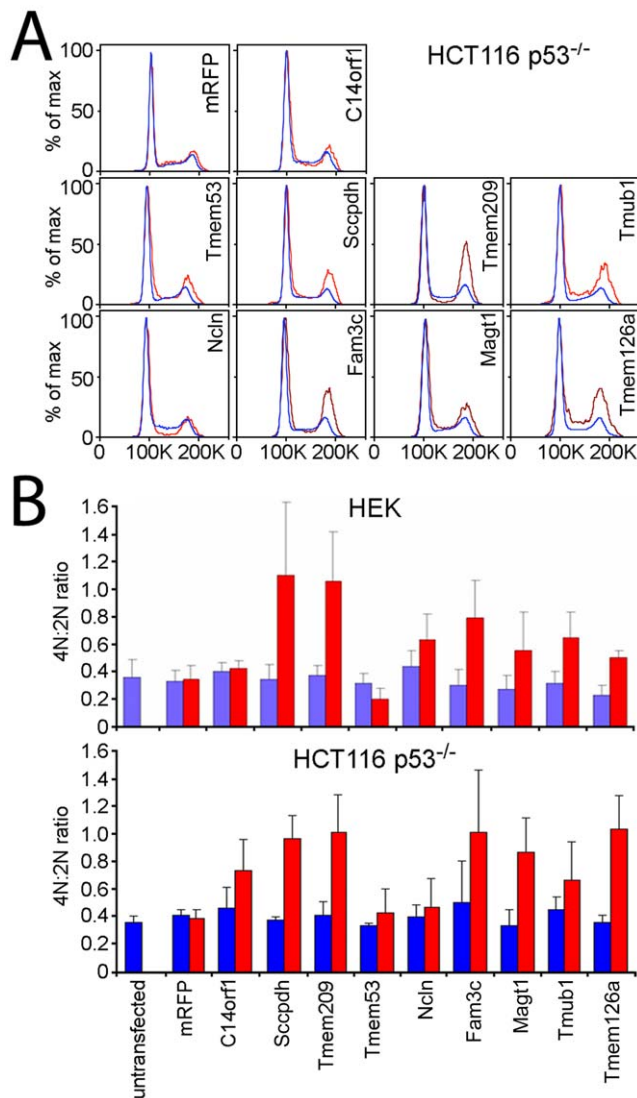 A
HCT116 p53-/-
% of max
100
50
0
mRFP
C14orf1
% of max
100
50
0
Tmem53
Sccpdh
Tmem209
Tmub1
% of max
100
50
0
Ncln
Fam3c
Magt1
Tmem126a
0 100K 200K 0 100K 200K 0 100K 200K 0 100K 200K
B
HEK
4N:2N ratio
1.6
1.4
1.2
1.0
0.8
0.6
0.4
0.2
0
HCT116 p53-/-
4N:2N ratio
1.6
1.4
1.2
1.0
0.8
0.6
0.4
0.2
0
untransfected
mRFP
C14orf1
Sccpdh
Tmem209
Tmem53
Ncln
Fam3c
Magt1
Tmub1
Tmem126a